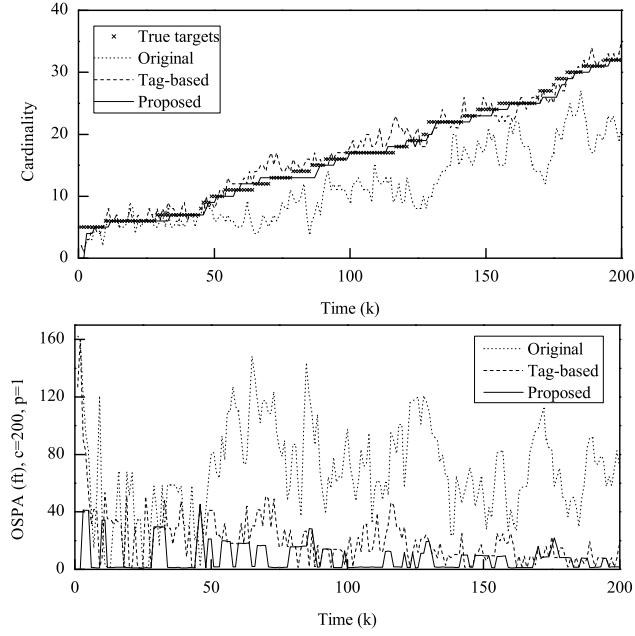 40
30
20
10
0
Cardinality
True targets
Original
Tag-based
Proposed
0 50 100 150 200
Time (k)
160
120
80
40
0
OSPA (ft), c=200, p=1
Original
Tag-based
Proposed
0 50 100 150 200
Time (k)